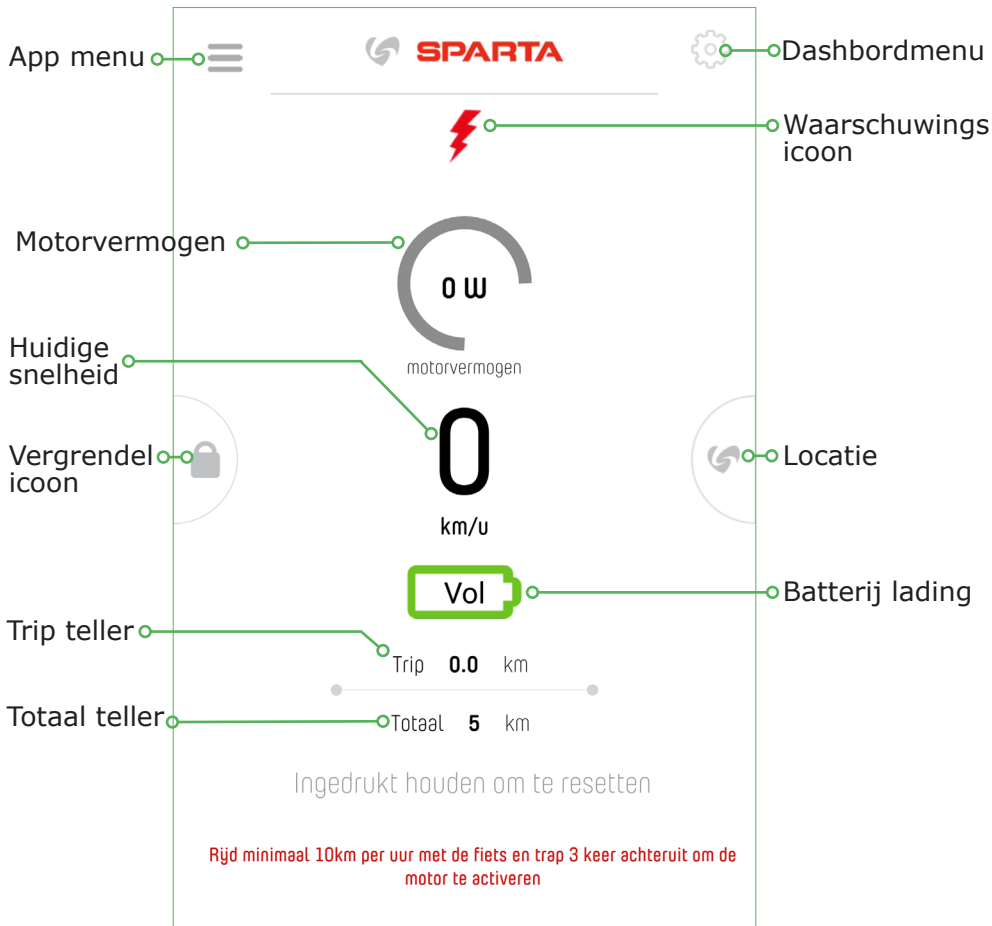 App menu
SPARTA
Dashbordmenu
Waarschuwings
icoon
Motorvermogen
0 W
motorvermogen
Huidige
snelheid
0
km/u
Vergrendel
icoon
Locatie
Vol
Batterij lading
Trip teller
Trip 0.0 km
Totaal teller
Totaal 5 km
Ingedrukt houden om te resetten
Rijd minimaal 10km per uur met de fiets en trap 3 keer achteruit om de
motor te activeren